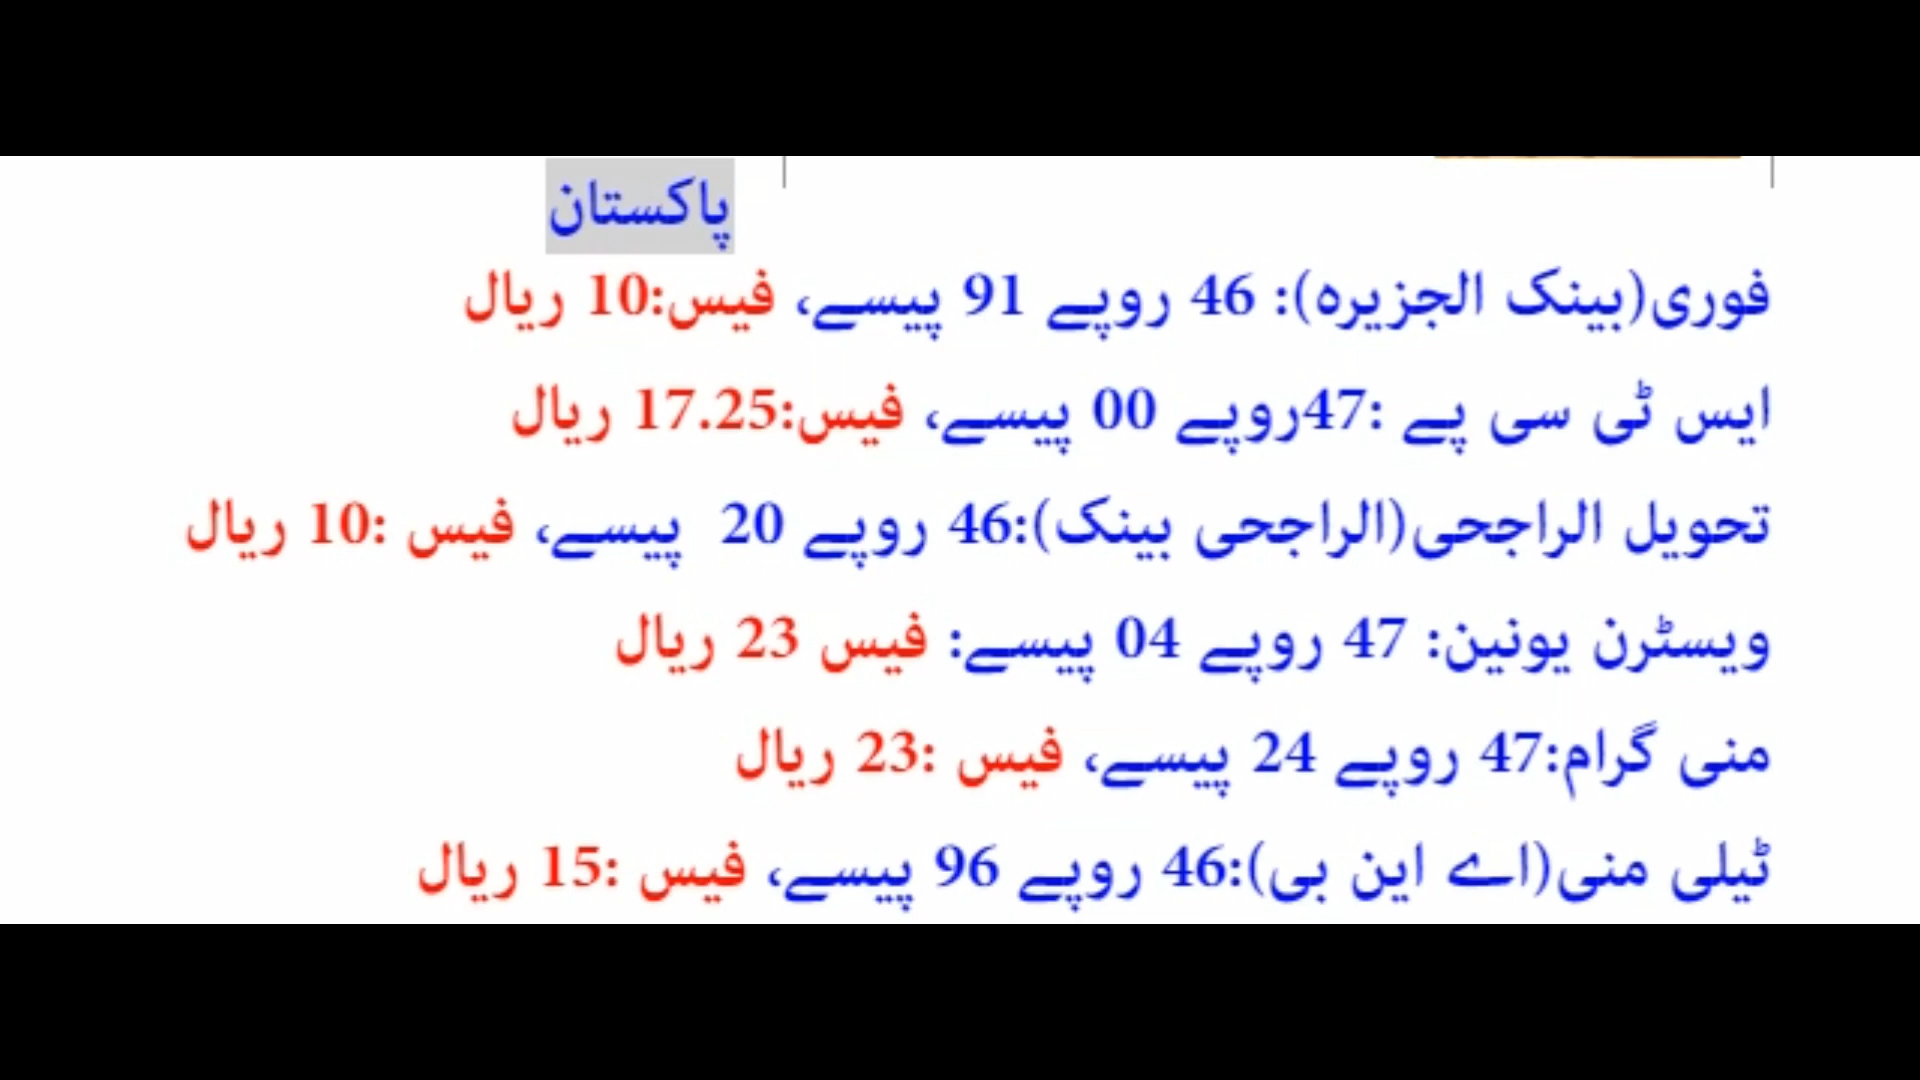 پاکستان
فوری(بینک الجزیرہ): 46 روپے 91 پیسے، فیس:10 ریال
ایس ٹی سی پے :47روپے 00 پیسے، فیس:17.25 ریال
تحویل الراجحی(الراجحی بینک):46 روپے 20  پیسے، فیس :10 ریال
ویسٹرن یونین: 47 روپے 04 پیسے: فیس 23 ریال
منی گرام:47 روپے 24 پیسے، فیس :23 ریال
ٹیلی منی(اے این بی):46 روپے 96 پیسے، فیس :15 ریال